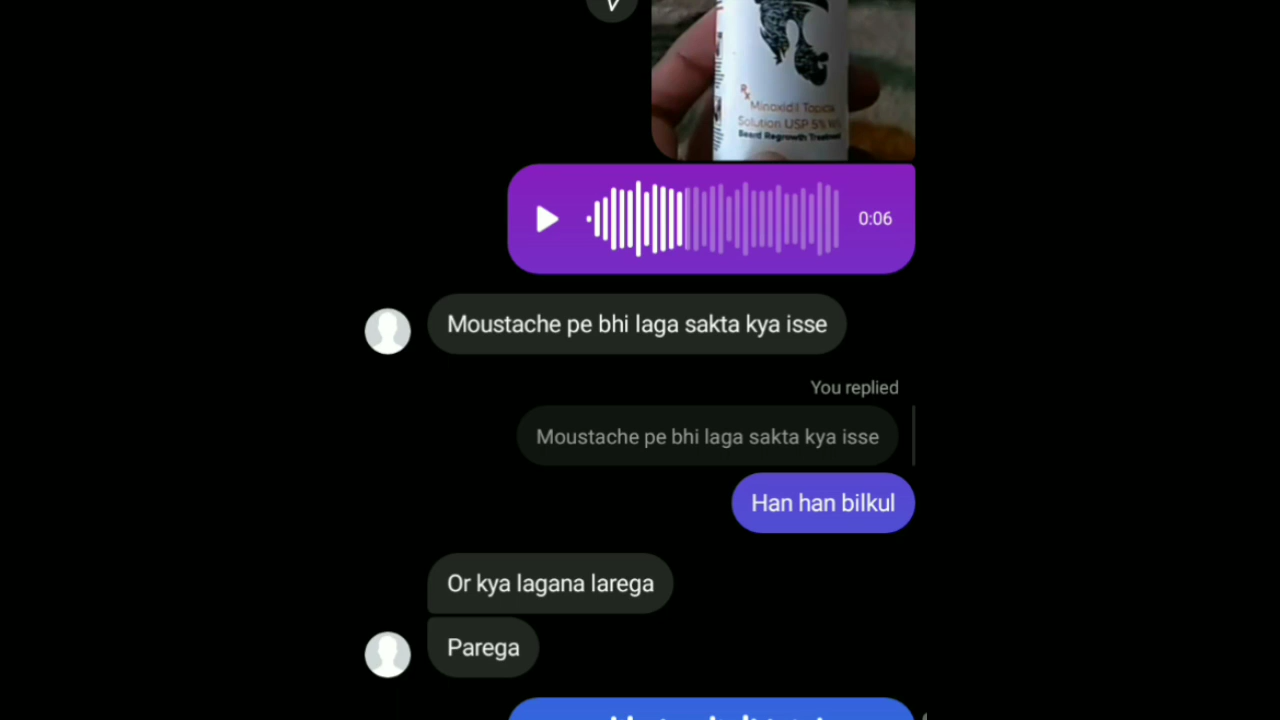 Rx
Minoxidil Topical
Solution USP 5% W/
Beard Regrowth Treatment
0:06
Moustache pe bhi laga sakta kya isse
You replied
Moustache pe bhi laga sakta kya isse
Han han bilkul
Or kya lagana larega
Parega